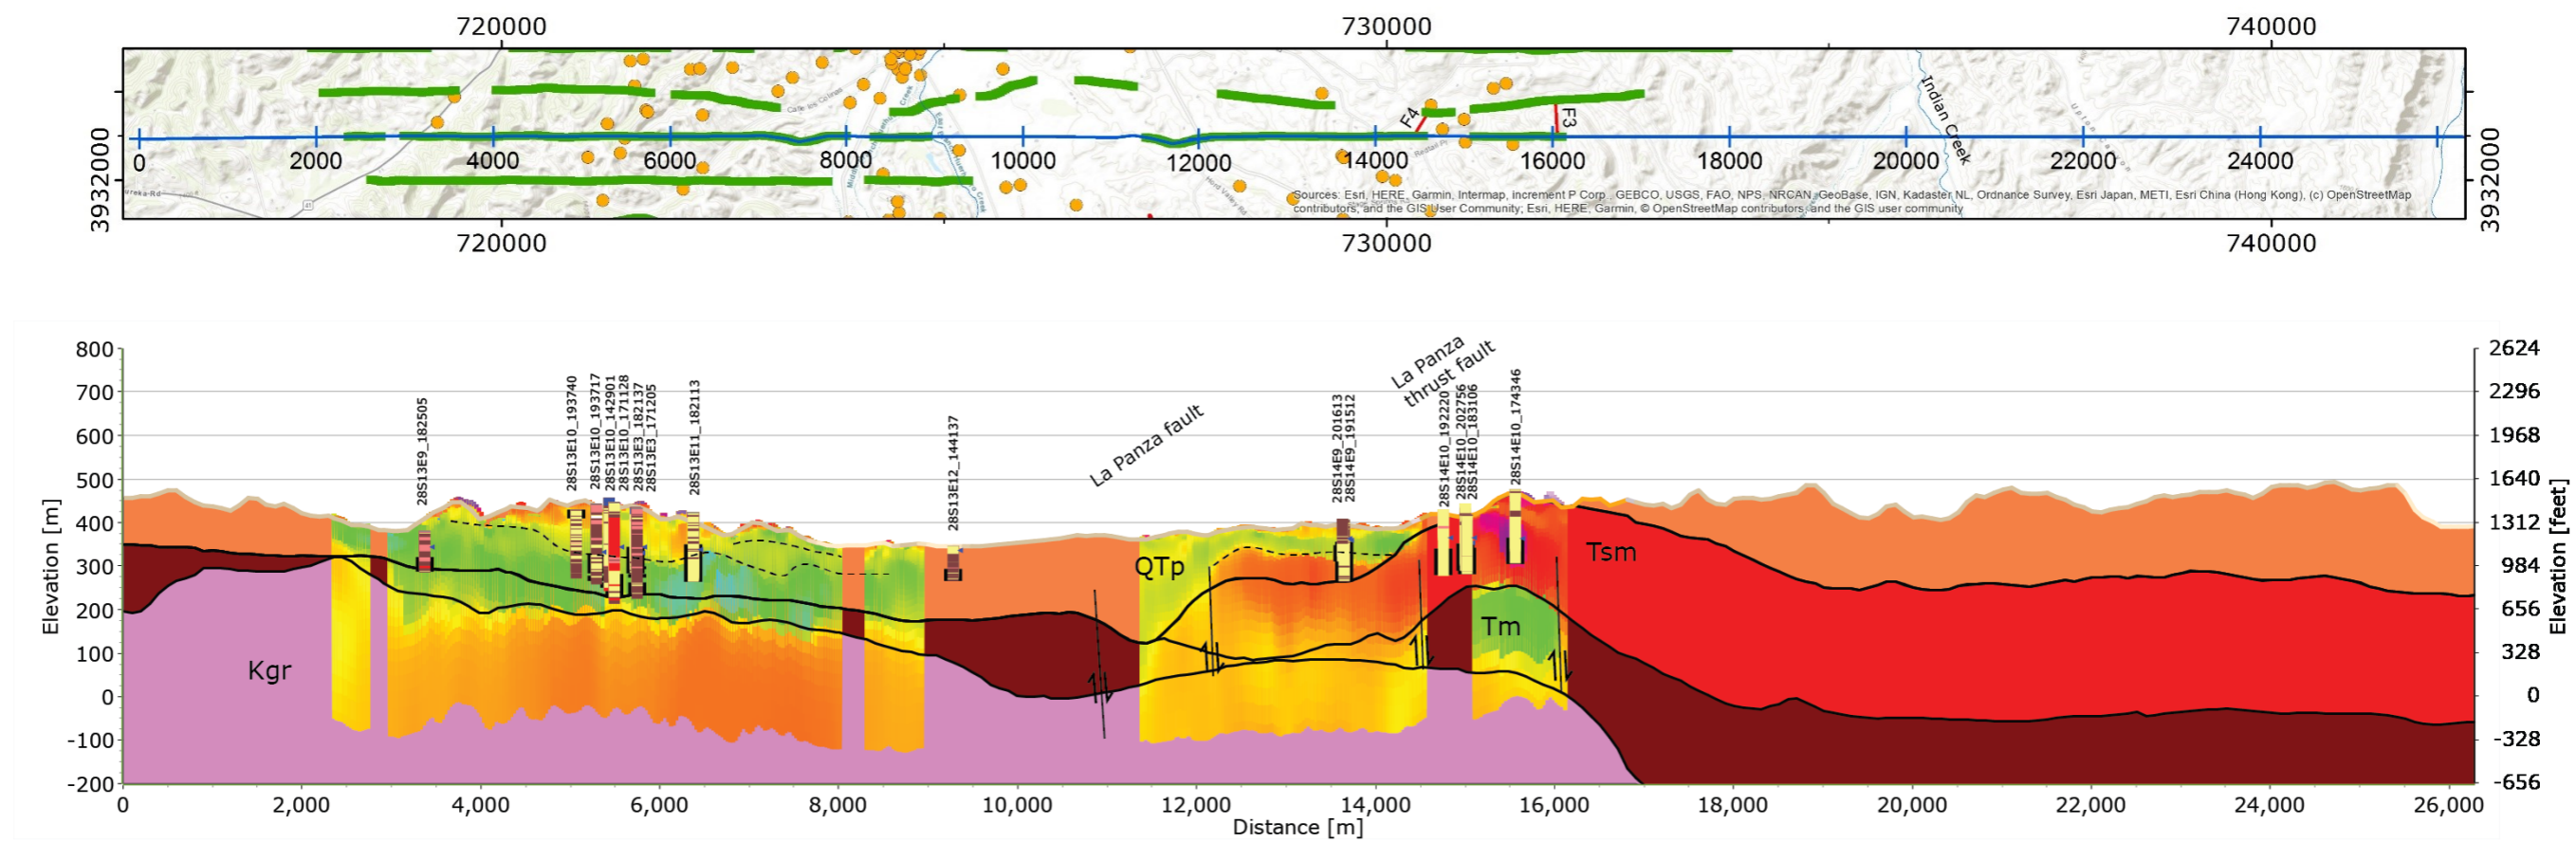 720000 730000 740000
Indian Creek
F4 F3
3932000 3932000
0 2000 4000 6000 8000 10000 12000 14000 16000 18000 20000 22000 24000
41
Sources: Esri, HERE, Garmin, Intermap, increment P Corp., GEBCO, USGS, FAO, NPS, NRCAN, GeoBase, IGN, Kadaster NL, Ordnance Survey, Esri Japan, METI, Esri China (Hong Kong), (c) OpenStreetMap
contributors, and the GIS User Community; Esri, HERE, Garmin, © OpenStreetMap contributors, and the GIS user community
720000 730000 740000
La Panza
thrust fault
La Panza fault
28S13E9_182505
28S13E10_193740
28S13E10_193717
28S13E10_142901
28S13E10_171128
28S13E3_182137
28S13E3_171205
28S13E11_182113
28S13E12_144137
28S14E9_201613
28S14E9_191512
28S14E10_192220
28S14E10_202756
28S14E10_183106
28S14E10_174346
800 2624
700 2296
600 1968
500 1640
400 1312
300 984
200 656
100 328
0 0
-100 -328
-200 -656
Elevation [m]
Elevation [feet]
QTp
Tsm
Tm
Kgr
0 2,000 4,000 6,000 8,000 10,000 12,000 14,000 16,000 18,000 20,000 22,000 24,000 26,000
Distance [m]